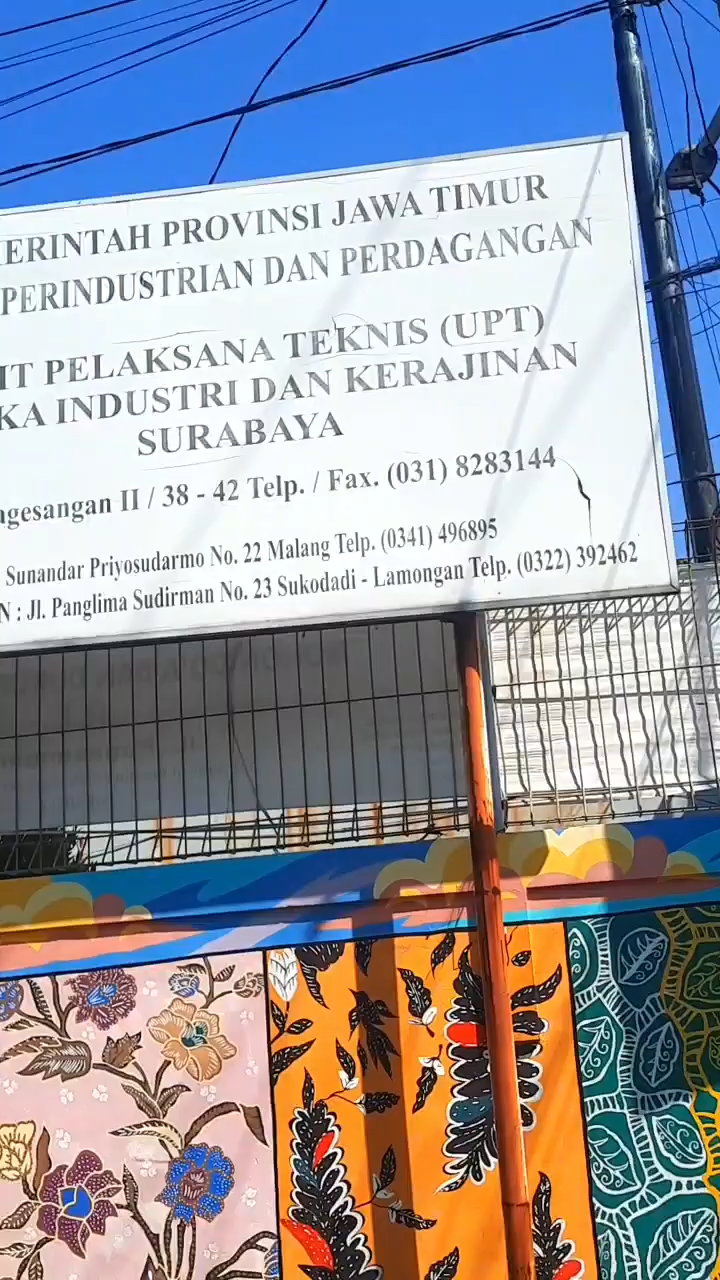 ERINTAH PROVINSI JAWA TIMUR
PERINDUSTRIAN DAN PERDAGANGAN
IT PELAKSANA TEKNIS (UPT)
KA INDUSTRI DAN KERAJINAN
SURABAYA
gesangan II / 38 - 42 Telp. / Fax. (031) 8283144
Sunandar Priyosudarmo No. 22 Malang Telp. (0341) 496895
N : Jl. Panglima Sudirman No. 23 Sukodadi - Lamongan Telp. (0322) 392462